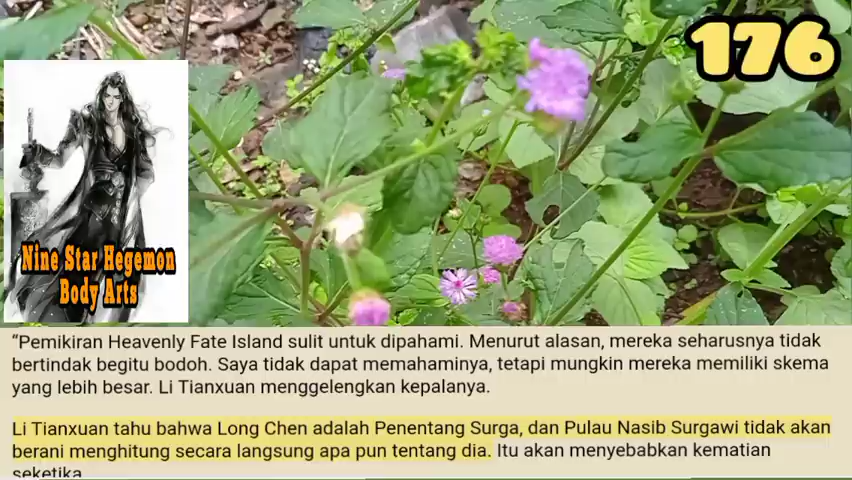 176
Nine Star Hegemon
Body Arts
“Pemikiran Heavenly Fate Island sulit untuk dipahami. Menurut alasan, mereka seharusnya tidak
bertindak begitu bodoh. Saya tidak dapat memahaminya, tetapi mungkin mereka memiliki skema
yang lebih besar. Li Tianxuan menggelengkan kepalanya.
Li Tianxuan tahu bahwa Long Chen adalah Penentang Surga, dan Pulau Nasib Surgawi tidak akan
berani menghitung secara langsung apa pun tentang dia. Itu akan menyebabkan kematian
seketika